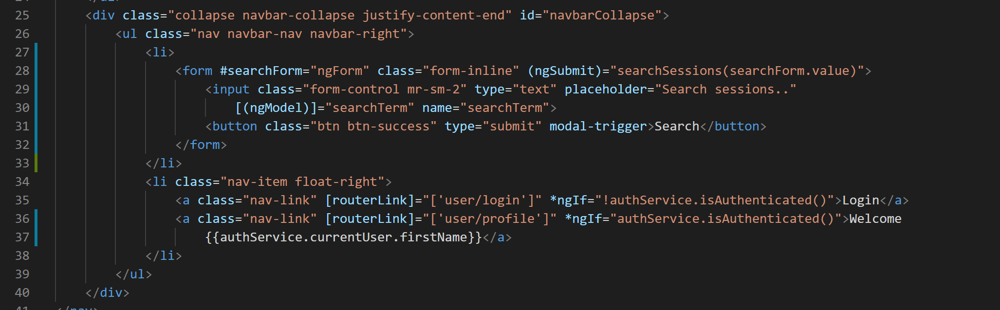 25 <div class="collapse navbar-collapse justify-content-end" id="navbarCollapse">
26 <ul class="nav navbar-nav navbar-right">
27 <li>
28 <form #searchForm="ngForm" class="form-inline" (ngSubmit)="searchSessions(searchForm.value)">
29 <input class="form-control mr-sm-2" type="text" placeholder="Search sessions.."
30 [(ngModel)]="searchTerm" name="searchTerm">
31 <button class="btn btn-success" type="submit" modal-trigger>Search</button>
32 </form>
33 </li>
34 <li class="nav-item float-right">
35 <a class="nav-link" [routerLink]="['user/login']" *ngIf="!authService.isAuthenticated()">Login</a>
36 <a class="nav-link" [routerLink]="['user/profile']" *ngIf="authService.isAuthenticated()">Welcome
37 {{authService.currentUser.firstName}}</a>
38 </li>
39 </ul>
40 </div>
41 </nav>